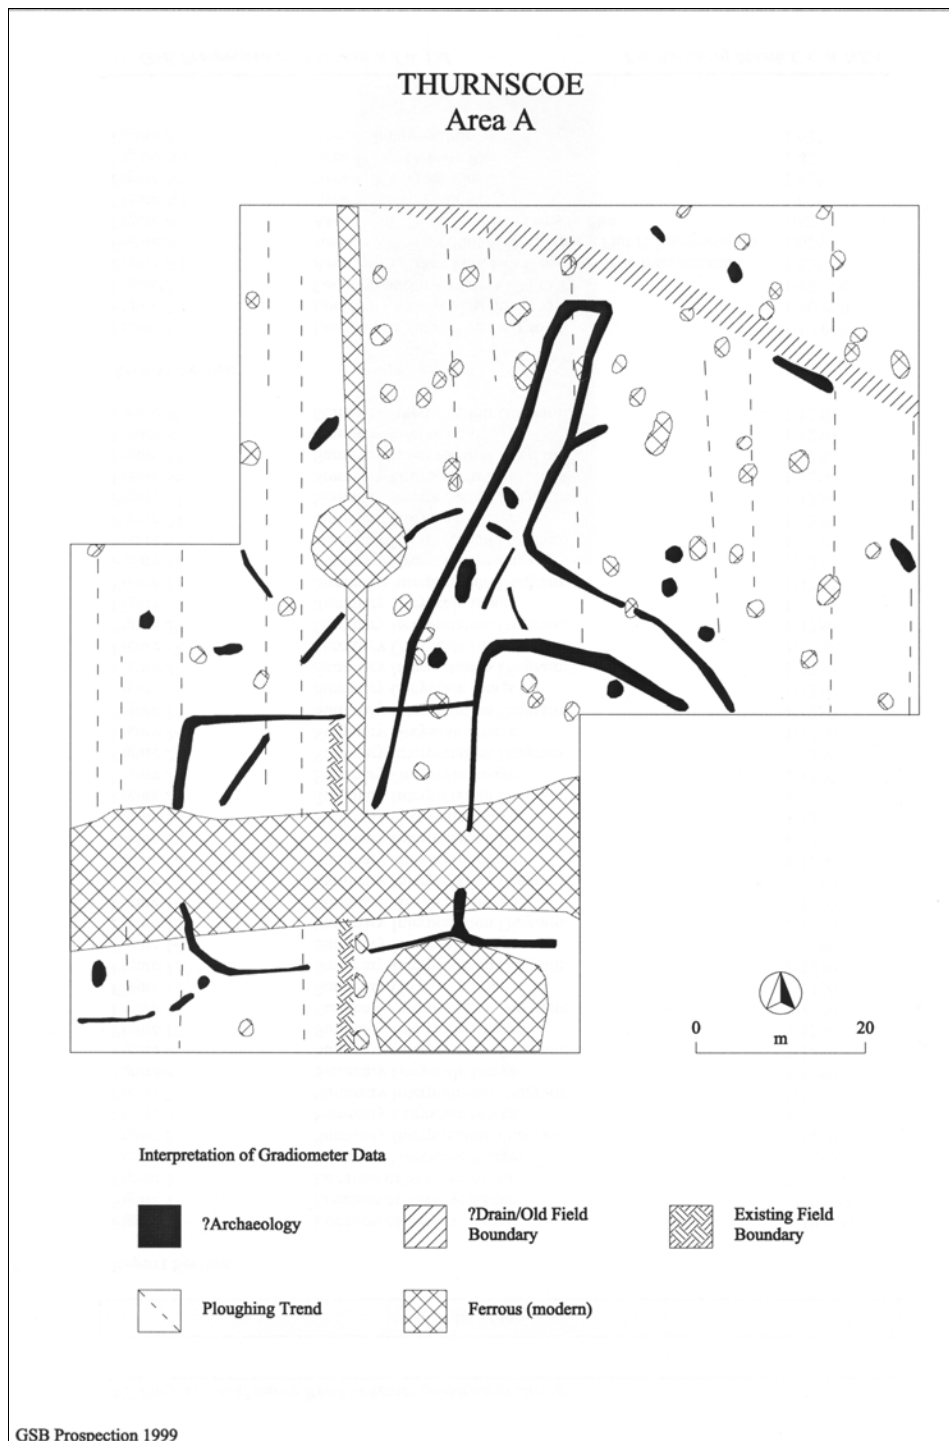 THURNSCOE
Area A
0
20
m
Interpretation of Gradiometer Data
?Archaeology
?Drain/Old Field
Boundary
Existing Field
Boundary
Ploughing Trend
Ferrous (modern)
GSB Prospection 1999